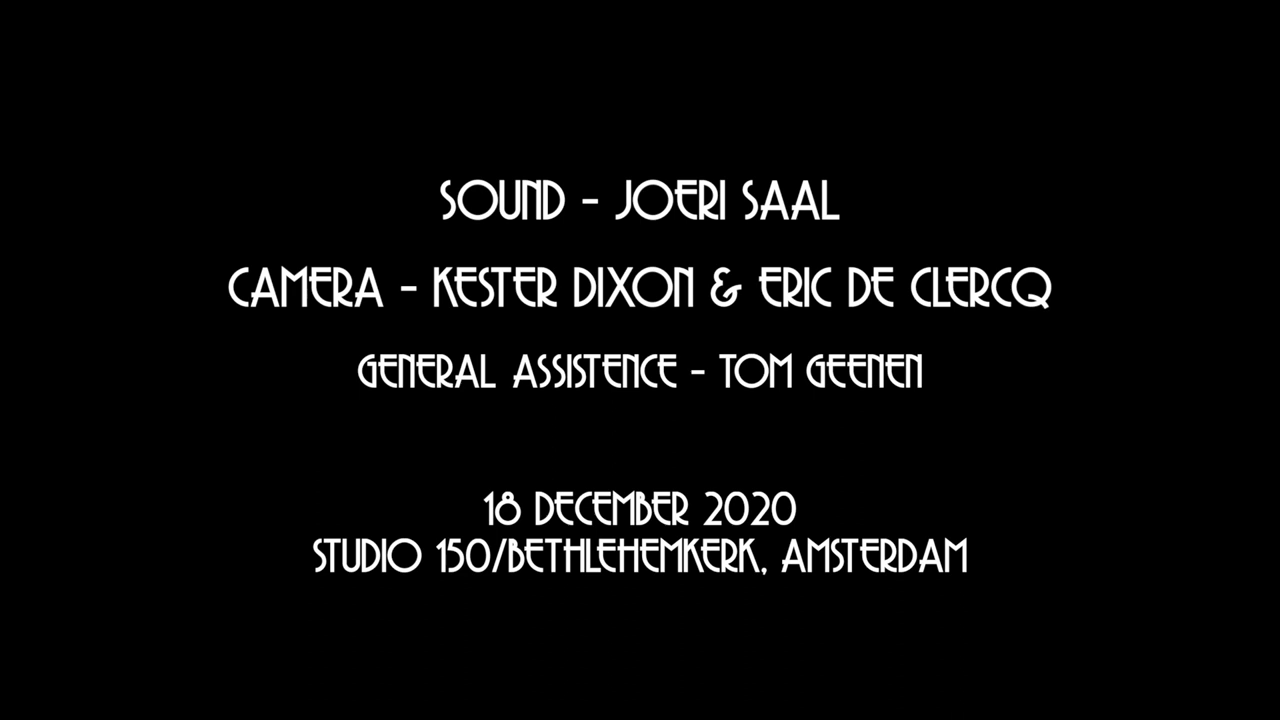 SOUND - JOERI SAAL
CAMERA - KESTER DIXON & ERIC DE CLERCQ
GENERAL ASSISTENCE - TOM GEENEN
18 DECEMBER 2020
STUDIO 150/BETHLEHEMKERK, AMSTERDAM